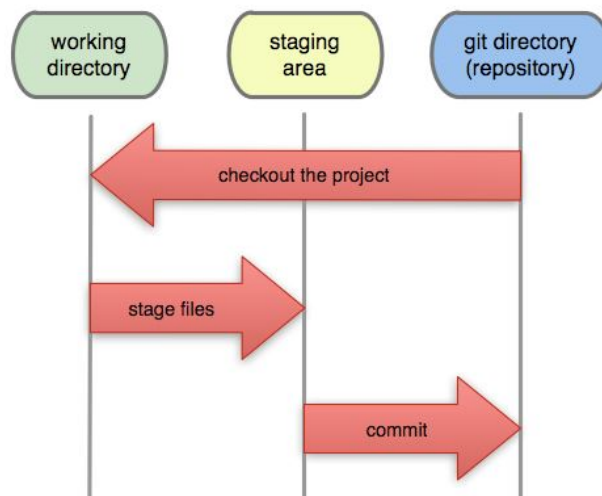 working
directory
staging
area
git directory
(repository)
checkout the project
stage files
commit